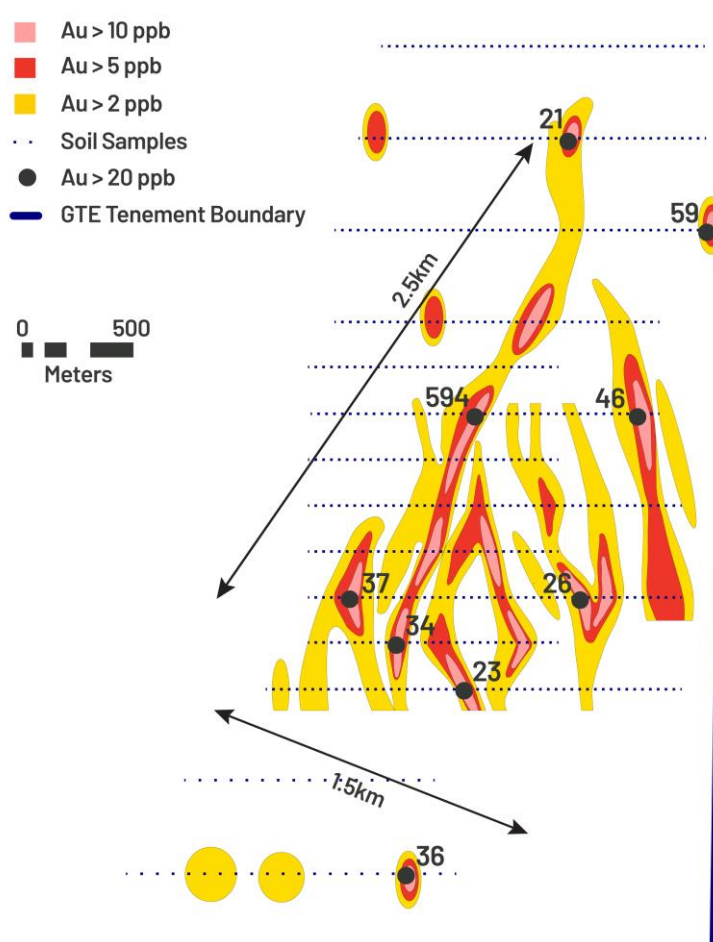 Au > 10 ppb
Au > 5 ppb
Au > 2 ppb
Soil Samples
Au > 20 ppb
GTE Tenement Boundary
0 500
Meters
21
59
2.5km
594
46
37
26
34
23
1.5km
36